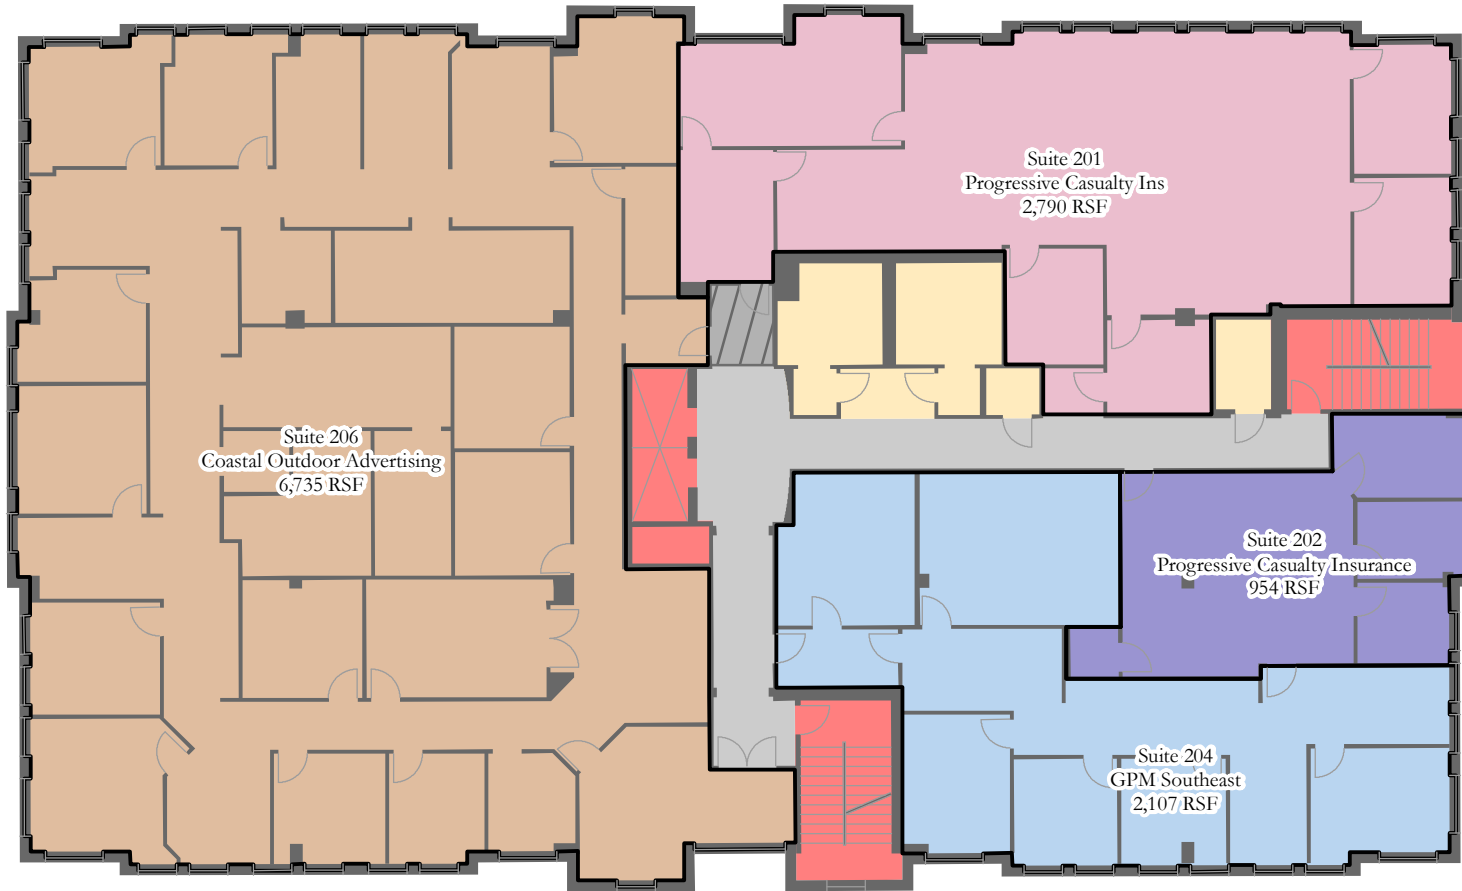 Suite 201
Progressive Casualty Ins
2,790 RSF
Suite 206
Coastal Outdoor Advertising
6,735 RSF
Suite 202
Progressive Casualty Insurance
954 RSF
Suite 204
GPM Southeast
2,107 RSF